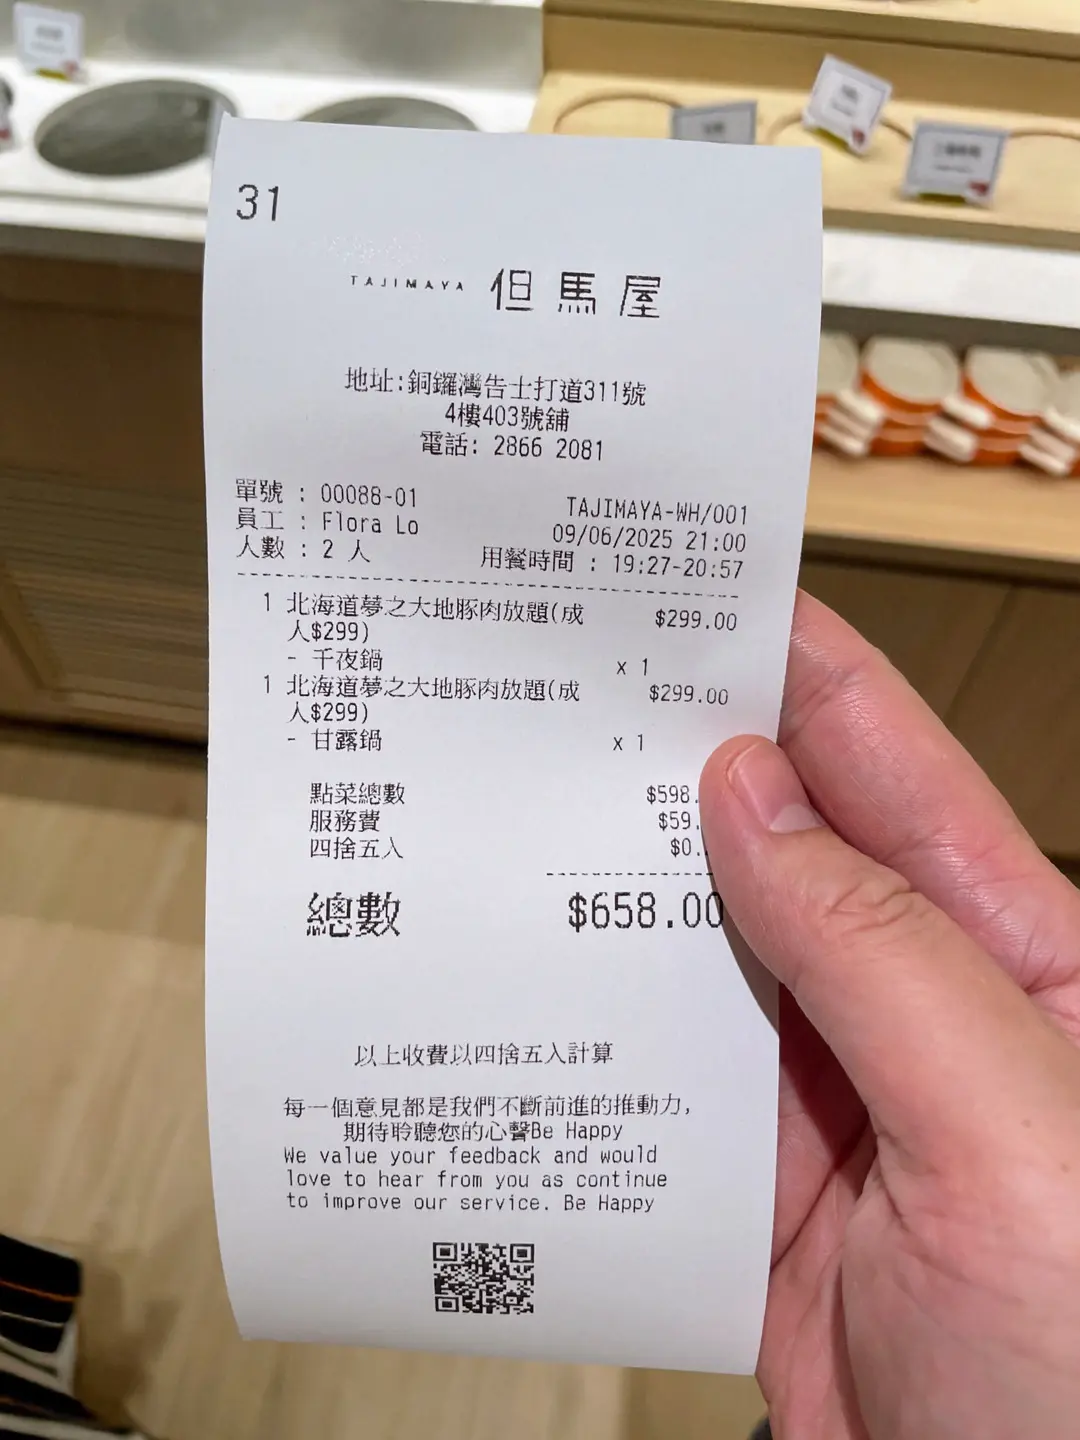 31
TAJIMAYA 但馬屋
地址:銅鑼灣告士打道311號
4樓403號舖
電話: 2866 2081
單號 : 00088-01 TAJIMAYA-WH/001
員工 : Flora Lo 09/06/2025 21:00
人數 : 2 人 用餐時間 : 19:27-20:57
1 北海道夢之大地豚肉放題(成 $299.00
人$299)
- 千夜鍋 x 1
1 北海道夢之大地豚肉放題(成 $299.00
人$299)
- 甘露鍋 x 1
點菜總數 $598.
服務費 $59.
四捨五入 $0.
總數 $658.00
以上收費以四捨五入計算
每一個意見都是我們不斷前進的推動力,
期待聆聽您的心聲Be Happy
We value your feedback and would
love to hear from you as continue
to improve our service. Be Happy